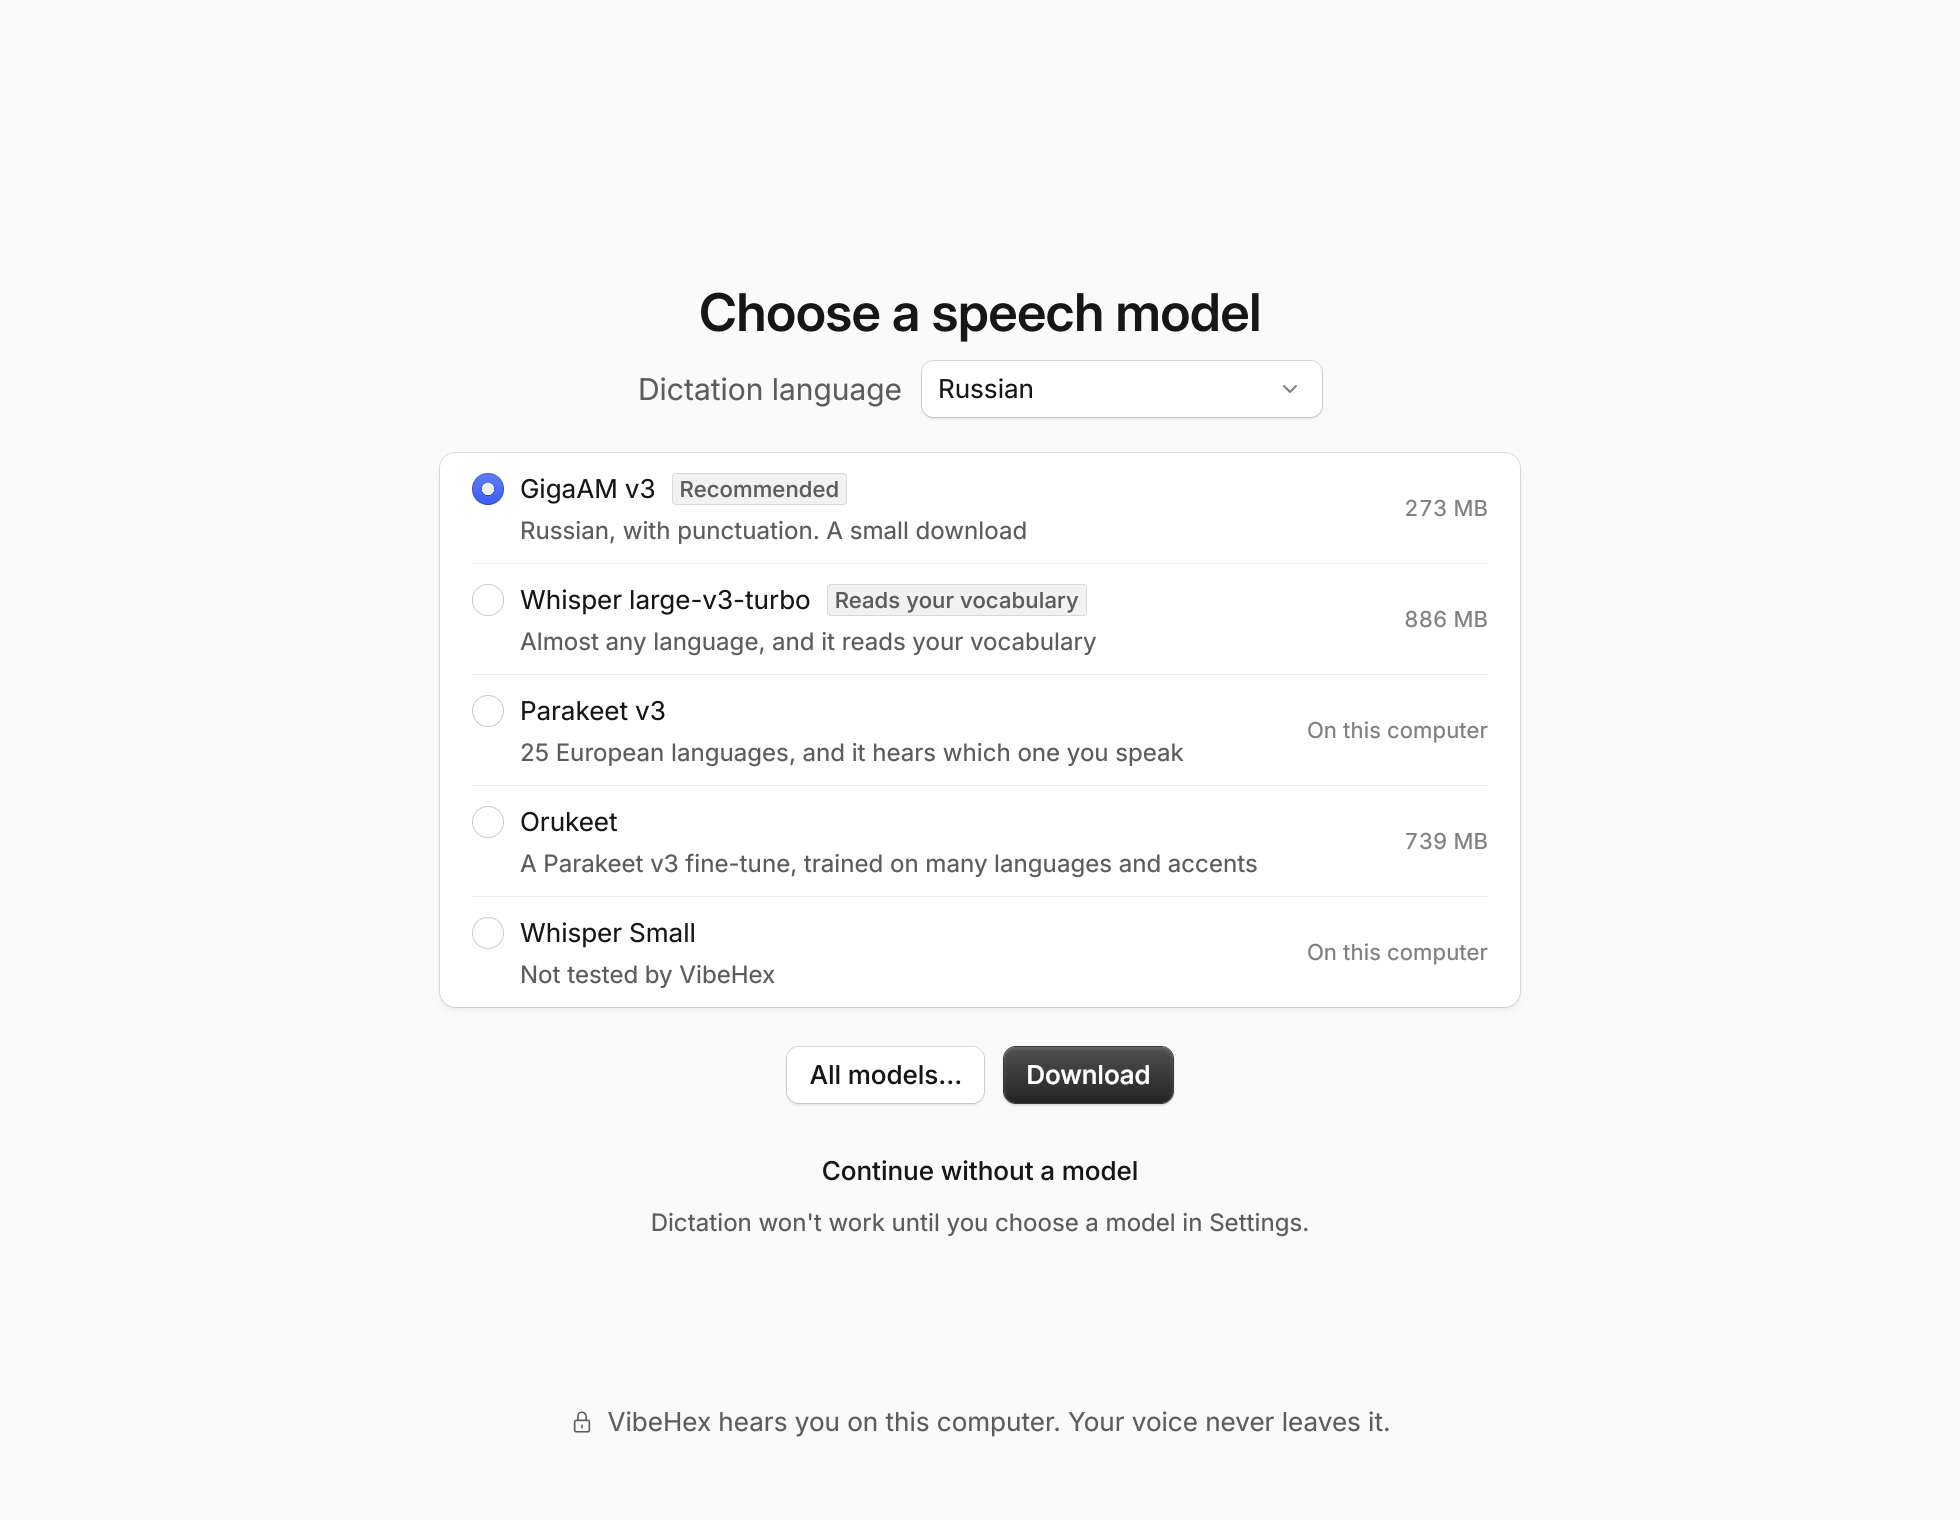 Choose a speech model
Dictation language Russian
GigaAM v3 Recommended
273 MB
Russian, with punctuation. A small download
Whisper large-v3-turbo Reads your vocabulary
886 MB
Almost any language, and it reads your vocabulary
Parakeet v3
On this computer
25 European languages, and it hears which one you speak
Orukeet
739 MB
A Parakeet v3 fine-tune, trained on many languages and accents
Whisper Small
On this computer
Not tested by VibeHex
All models... Download
Continue without a model
Dictation won't work until you choose a model in Settings.
VibeHex hears you on this computer. Your voice never leaves it.